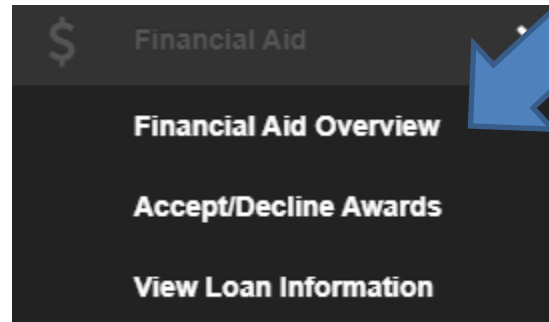 $ Financial Aid
Financial Aid Overview
Accept/Decline Awards
View Loan Information